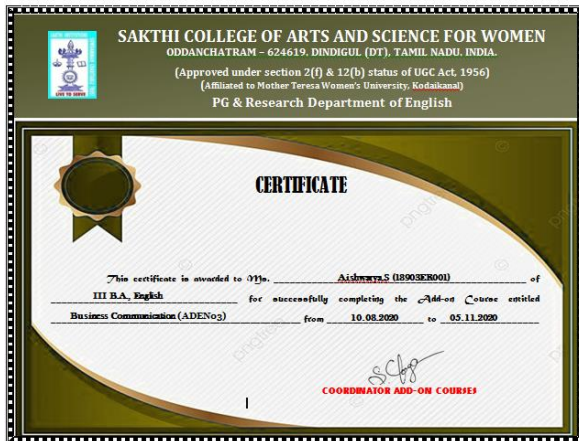 SAKTHI COLLEGE OF ARTS AND SCIENCE FOR WOMEN
ODDANCHATRAM – 624619. DINDIGUL (DT), TAMIL NADU. INDIA.
(Approved under section 2(f) & 12(b) status of UGC Act, 1956)
(Affiliated to Mother Teresa Women's University, Kodaikanal)
PG & Research Department of English
LIVE TO SERVE
CERTIFICATE
This certificate is awarded to Ms. Aishwarya.S (18903ER001) of
III B.A., English for successfully completing the Add-on Course entitled
Business Communication (ADEN03) from 10.08.2020 to 05.11.2020
COORDINATOR ADD-ON COURSES